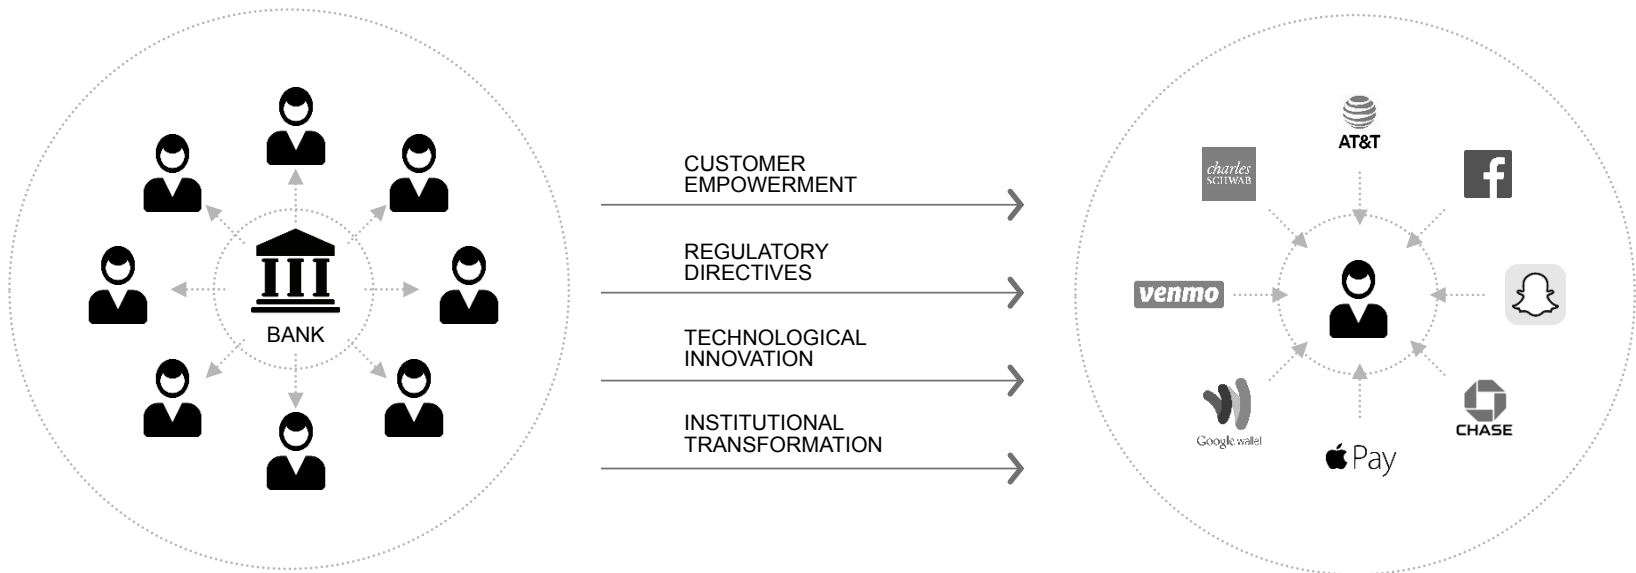 BANK
CUSTOMER
EMPOWERMENT
REGULATORY
DIRECTIVES
TECHNOLOGICAL
INNOVATION
INSTITUTIONAL
TRANSFORMATION
AT&T
charles
SCHWAB
f
venmo
CHASE
Google wallet
Pay